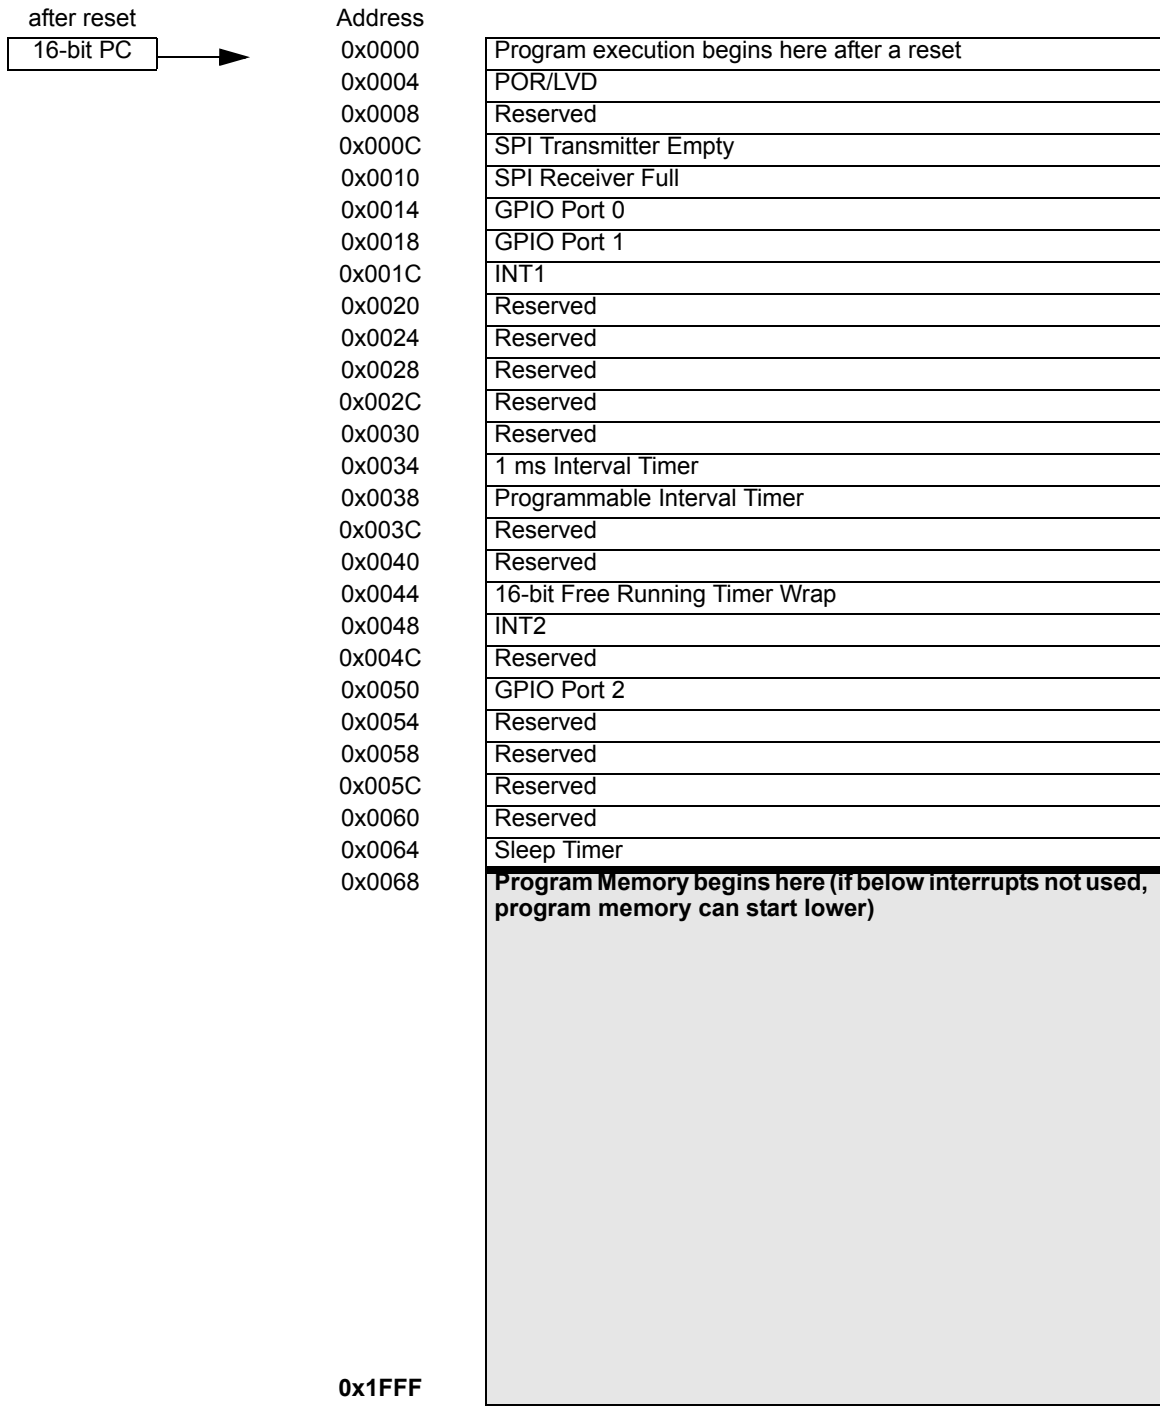 after reset Address
16-bit PC 0x0000 Program execution begins here after a reset
0x0004 POR/LVD
0x0008 Reserved
0x000C SPI Transmitter Empty
0x0010 SPI Receiver Full
0x0014 GPIO Port 0
0x0018 GPIO Port 1
0x001C INT1
0x0020 Reserved
0x0024 Reserved
0x0028 Reserved
0x002C Reserved
0x0030 Reserved
0x0034 1 ms Interval Timer
0x0038 Programmable Interval Timer
0x003C Reserved
0x0040 Reserved
0x0044 16-bit Free Running Timer Wrap
0x0048 INT2
0x004C Reserved
0x0050 GPIO Port 2
0x0054 Reserved
0x0058 Reserved
0x005C Reserved
0x0060 Reserved
0x0064 Sleep Timer
0x0068 Program Memory begins here (if below interrupts not used,
program memory can start lower)
0x1FFF